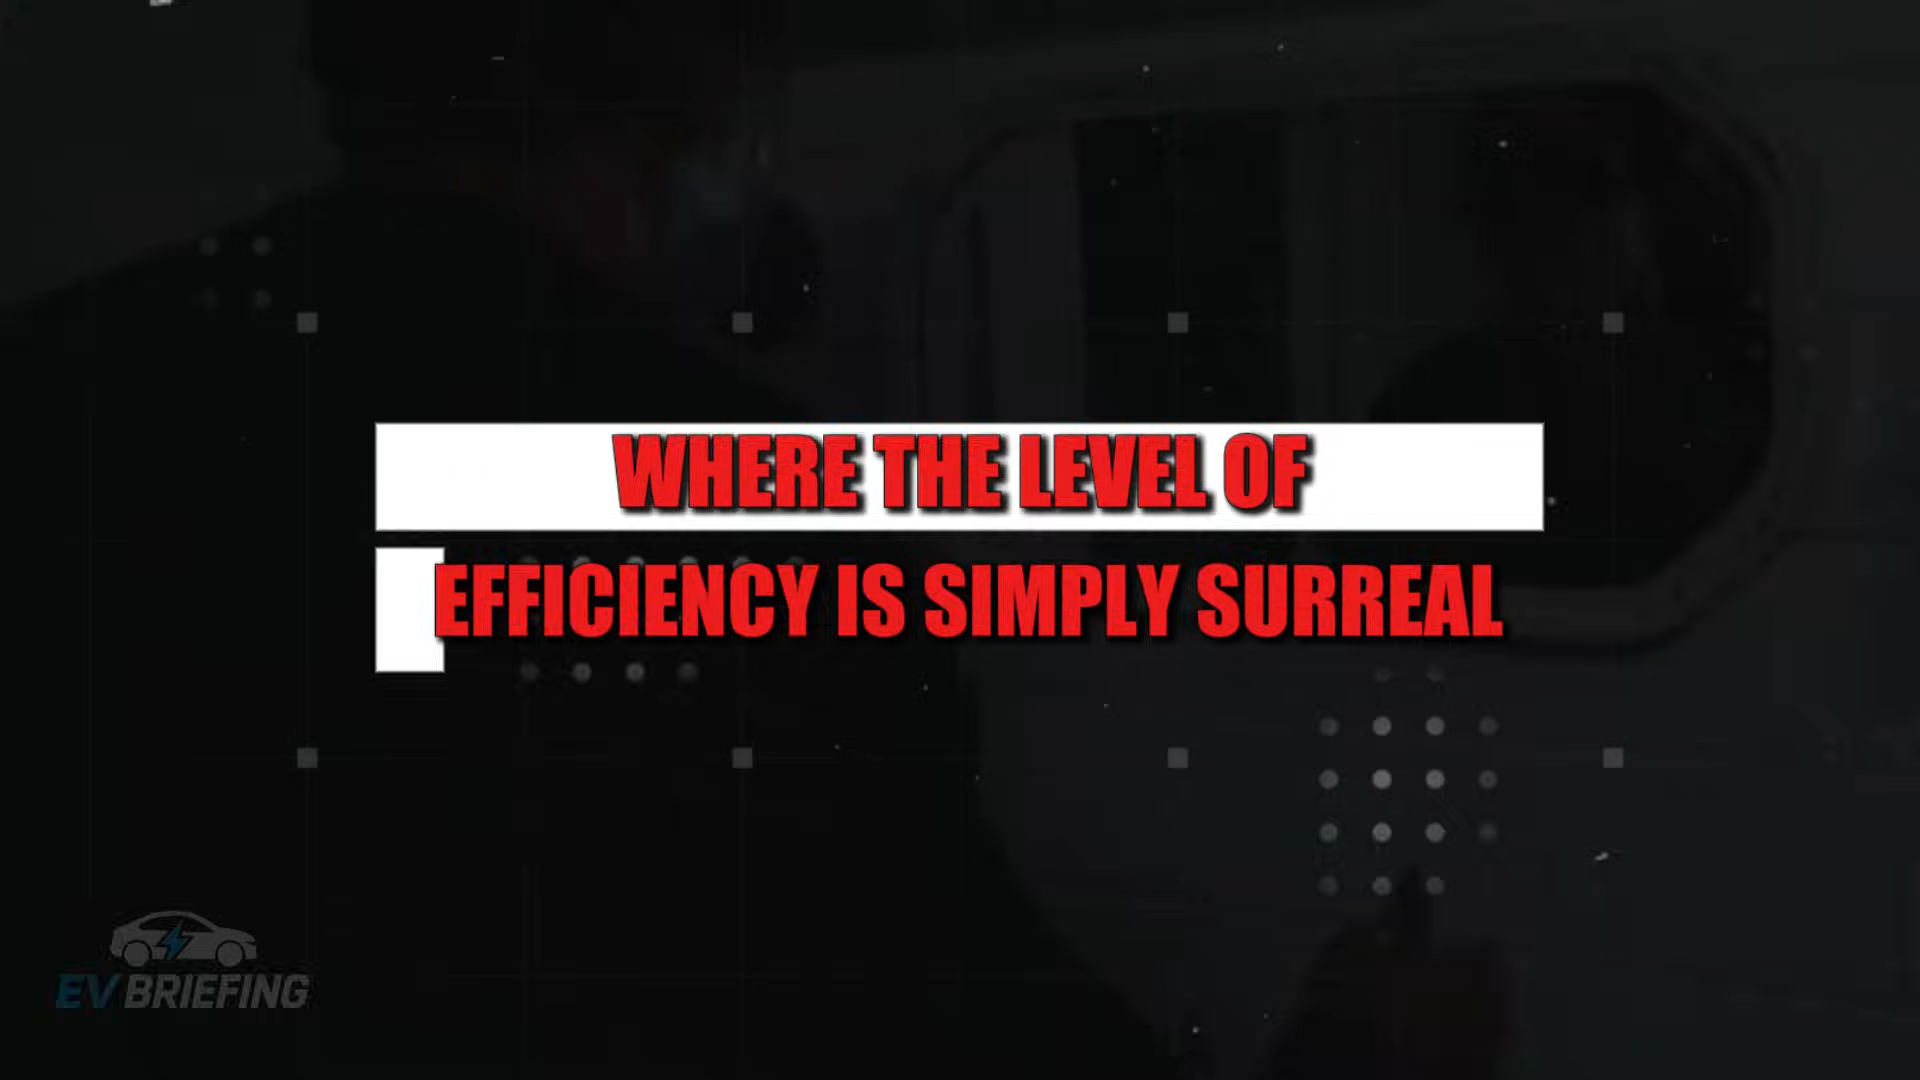 WHERE THE LEVEL OF
EFFICIENCY IS SIMPLY SURREAL
EV BRIEFING